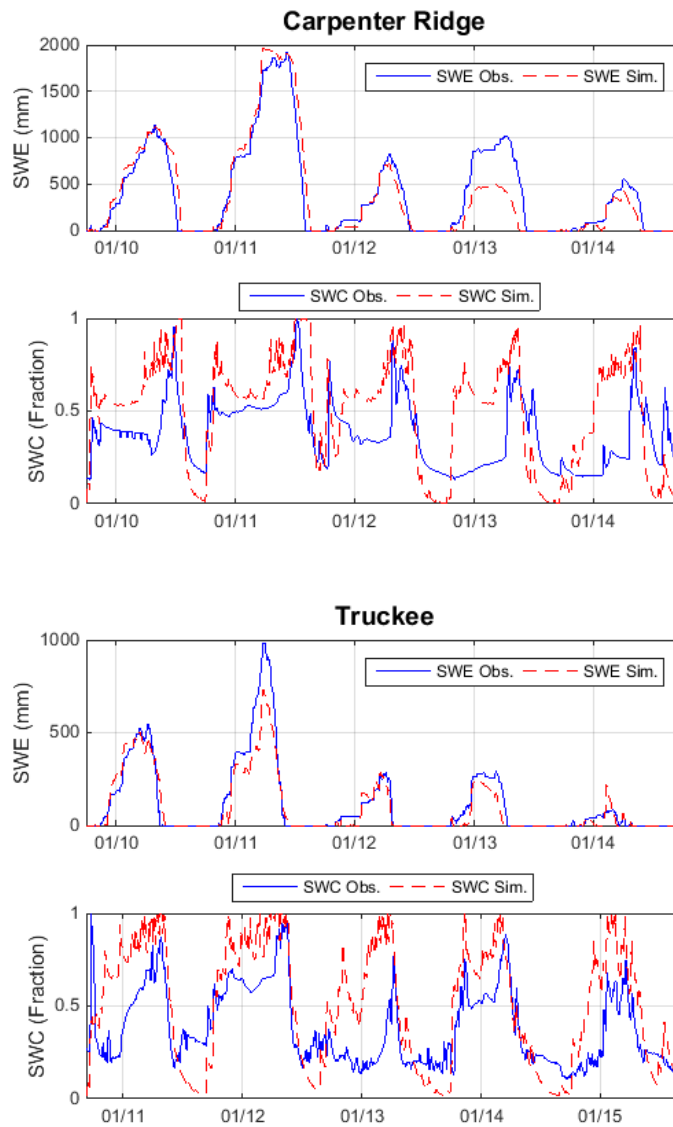 Carpenter Ridge
2000
1500
1000
500
0
SWE (mm)
SWE Obs. SWE Sim.
01/10 01/11 01/12 01/13 01/14
SWC Obs. SWC Sim.
1
0.5
0
SWC (Fraction)
01/10 01/11 01/12 01/13 01/14
Truckee
1000
500
0
SWE (mm)
SWE Obs. SWE Sim.
01/10 01/11 01/12 01/13 01/14
SWC Obs. SWC Sim.
1
0.5
0
SWC (Fraction)
01/11 01/12 01/13 01/14 01/15